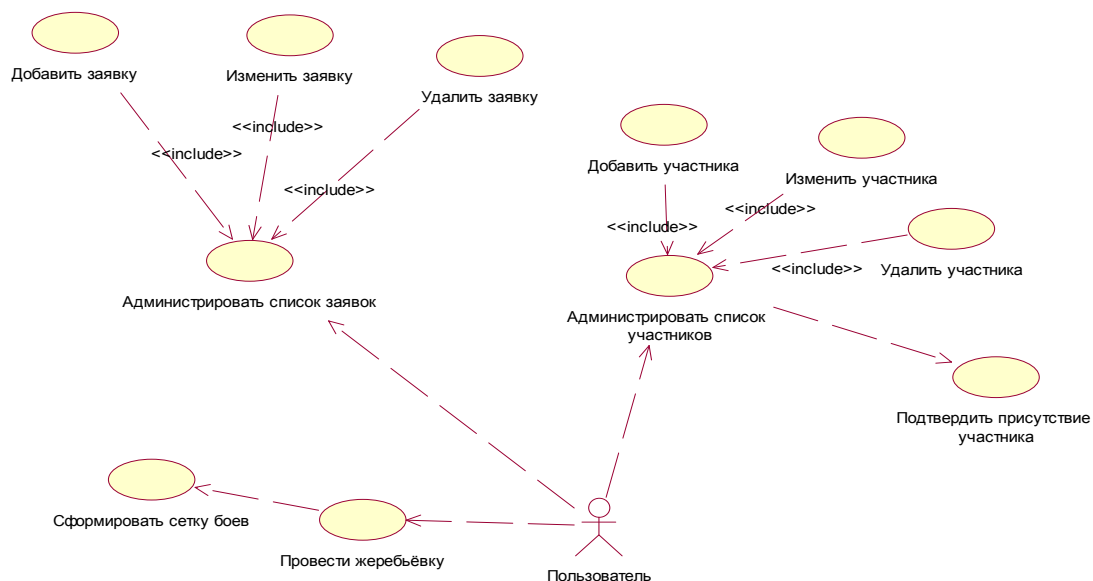 Добавить заявку
Изменить заявку
Удалить заявку
<<include>>
<<include>>
<<include>>
Администрировать список заявок
Добавить участника
Изменить участника
Удалить участника
<<include>>
<<include>>
<<include>>
Администрировать список
участников
Подтвердить присутствие
участника
Сформировать сетку боев
Провести жеребьёвку
Пользователь